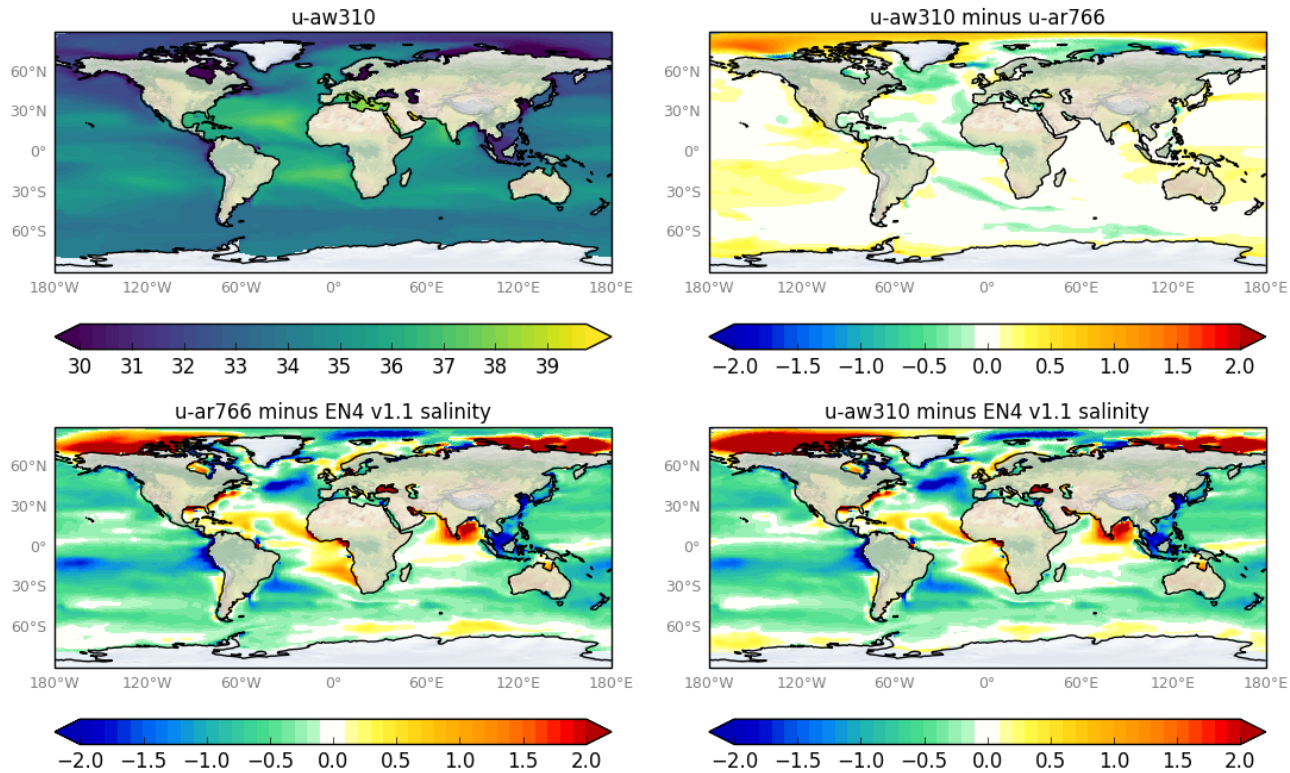 u-aw310
60°N
30°N
0°
30°S
60°S
180°W 120°W 60°W 0° 60°E 120°E 180°E
30 31 32 33 34 35 36 37 38 39
u-aw310 minus u-ar766
60°N
30°N
0°
30°S
60°S
180°W 120°W 60°W 0° 60°E 120°E 180°E
−2.0 −1.5 −1.0 −0.5 0.0 0.5 1.0 1.5 2.0
u-ar766 minus EN4 v1.1 salinity
60°N
30°N
0°
30°S
60°S
180°W 120°W 60°W 0° 60°E 120°E 180°E
−2.0 −1.5 −1.0 −0.5 0.0 0.5 1.0 1.5 2.0
u-aw310 minus EN4 v1.1 salinity
60°N
30°N
0°
30°S
60°S
180°W 120°W 60°W 0° 60°E 120°E 180°E
−2.0 −1.5 −1.0 −0.5 0.0 0.5 1.0 1.5 2.0